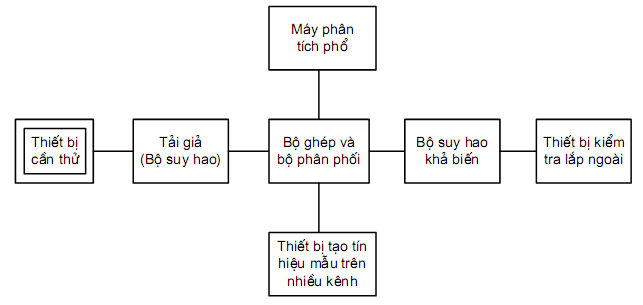 Máy phân
tích phổ
Thiết bị
cần thử
Tải giả
(Bộ suy hao)
Bộ ghép và
bộ phân phối
Bộ suy hao
khả biến
Thiết bị kiểm
tra lắp ngoài
Thiết bị tạo tín
hiệu mẫu trên
nhiều kênh